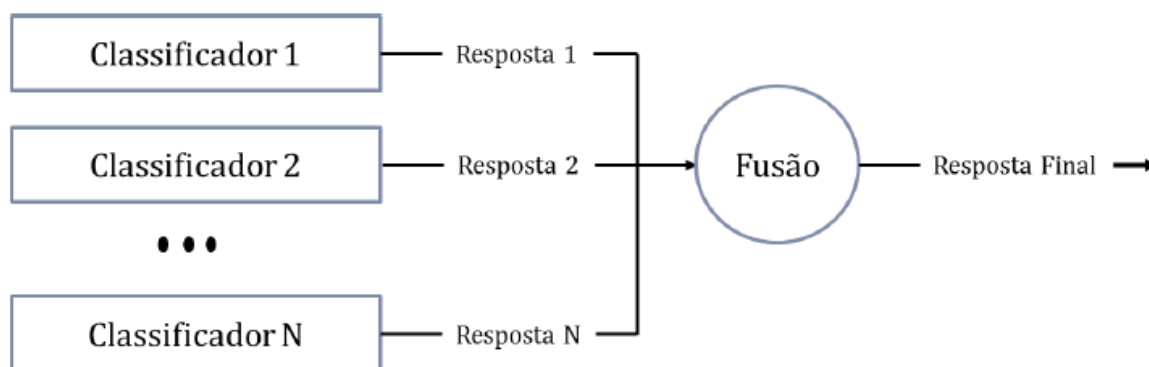 Classificador 1
Resposta 1
Classificador 2
Resposta 2
Fusão
Resposta Final
Classificador N
Resposta N